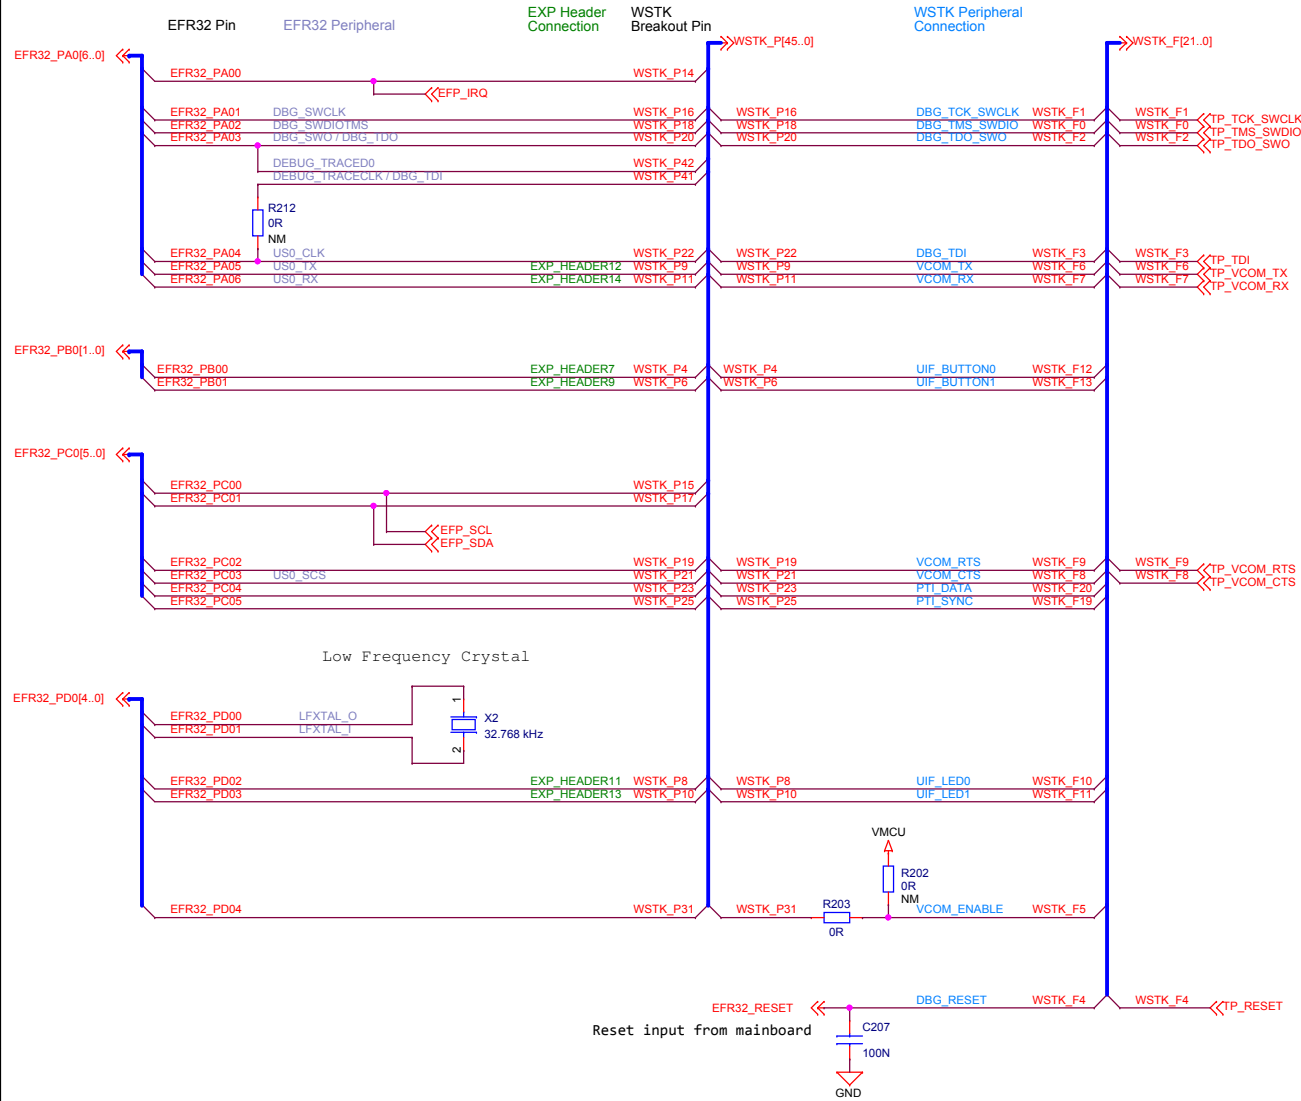 EFR32 Pin EFR32 Peripheral EXP Header Connection WSTK Breakout Pin WSTK Peripheral Connection
EFR32_PA0[6..0] WSTK_P[45..0] WSTK_F[21..0]
EFR32_PA00 WSTK_P14
EFP_IRQ
EFR32_PA01 DBG_SWCLK WSTK_P16 WSTK_P16 DBG_TCK_SWCLK WSTK_F1 WSTK_F1 TP_TCK_SWCLK
EFR32_PA02 DBG_SWDIOTMS WSTK_P18 WSTK_P18 DBG_TMS_SWDIO WSTK_F0 WSTK_F0 TP_TMS_SWDIO
EFR32_PA03 DBG_SWO / DBG_TDO WSTK_P20 WSTK_P20 DBG_TDO_SWO WSTK_F2 WSTK_F2 TP_TDO_SWO
DEBUG_TRACED0 WSTK_P42
DEBUG_TRACECLK / DBG_TDI WSTK_P41
R212
0R
NM
EFR32_PA04 US0_CLK WSTK_P22 WSTK_P22 DBG_TDI WSTK_F3 WSTK_F3 TP_TDI
EFR32_PA05 US0_TX EXP_HEADER12 WSTK_P9 WSTK_P9 VCOM_TX WSTK_F6 WSTK_F6 TP_VCOM_TX
EFR32_PA06 US0_RX EXP_HEADER14 WSTK_P11 WSTK_P11 VCOM_RX WSTK_F7 WSTK_F7 TP_VCOM_RX
EFR32_PB0[1..0]
EFR32_PB00 EXP_HEADER7 WSTK_P4 WSTK_P4 UIF_BUTTON0 WSTK_F12
EFR32_PB01 EXP_HEADER9 WSTK_P6 WSTK_P6 UIF_BUTTON1 WSTK_F13
EFR32_PC0[5..0]
EFR32_PC00 WSTK_P15
EFR32_PC01 WSTK_P17
EFP_SCL
EFP_SDA
EFR32_PC02 WSTK_P19 WSTK_P19 VCOM_RTS WSTK_F9 WSTK_F9 TP_VCOM_RTS
EFR32_PC03 US0_SCS WSTK_P21 WSTK_P21 VCOM_CTS WSTK_F8 WSTK_F8 TP_VCOM_CTS
EFR32_PC04 WSTK_P23 WSTK_P23 PTI_DATA WSTK_F20
EFR32_PC05 WSTK_P25 WSTK_P25 PTI_SYNC WSTK_F19
Low Frequency Crystal
EFR32_PD0[4..0]
1
EFR32_PD00 LFXTAL_O X2
EFR32_PD01 LFXTAL_I 32.768 kHz
2
EFR32_PD02 EXP_HEADER11 WSTK_P8 WSTK_P8 UIF_LED0 WSTK_F10
EFR32_PD03 EXP_HEADER13 WSTK_P10 WSTK_P10 UIF_LED1 WSTK_F11
VMCU
R202
0R
NM
EFR32_PD04 WSTK_P31 WSTK_P31 R203 VCOM_ENABLE WSTK_F5
0R
EFR32_RESET DBG_RESET WSTK_F4 WSTK_F4 TP_RESET
Reset input from mainboard
C207
100N
GND